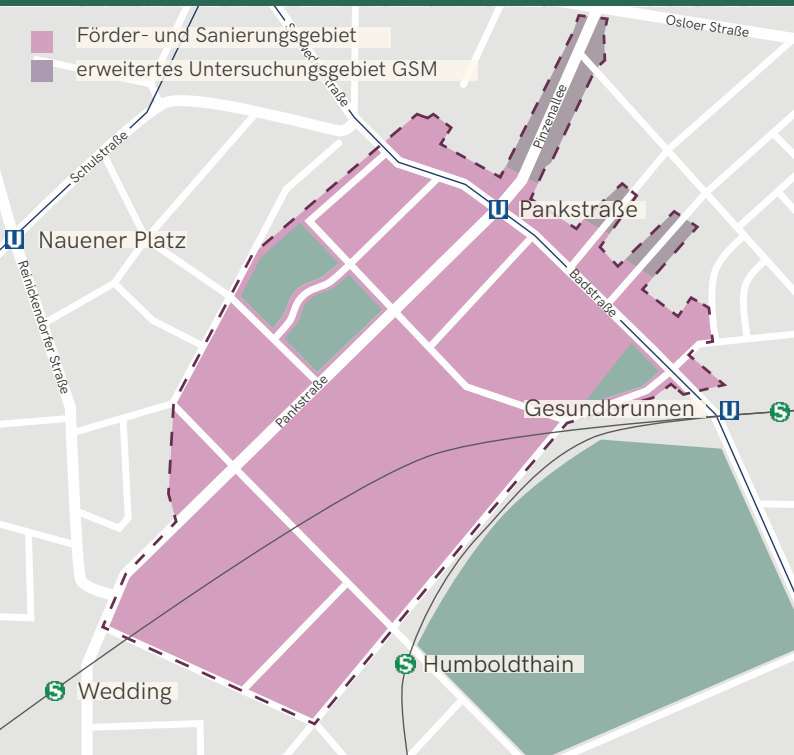 Förder- und Sanierungsgebiet
erweitertes Untersuchungsgebiet GSM
Osloer Straße
Pinzenallee
Schulstraße
U Pankstraße
U Nauener Platz
Reinickendorfer Straße
Badstraße
Pankstraße
Gesundbrunnen U
S
S Humboldthain
S Wedding